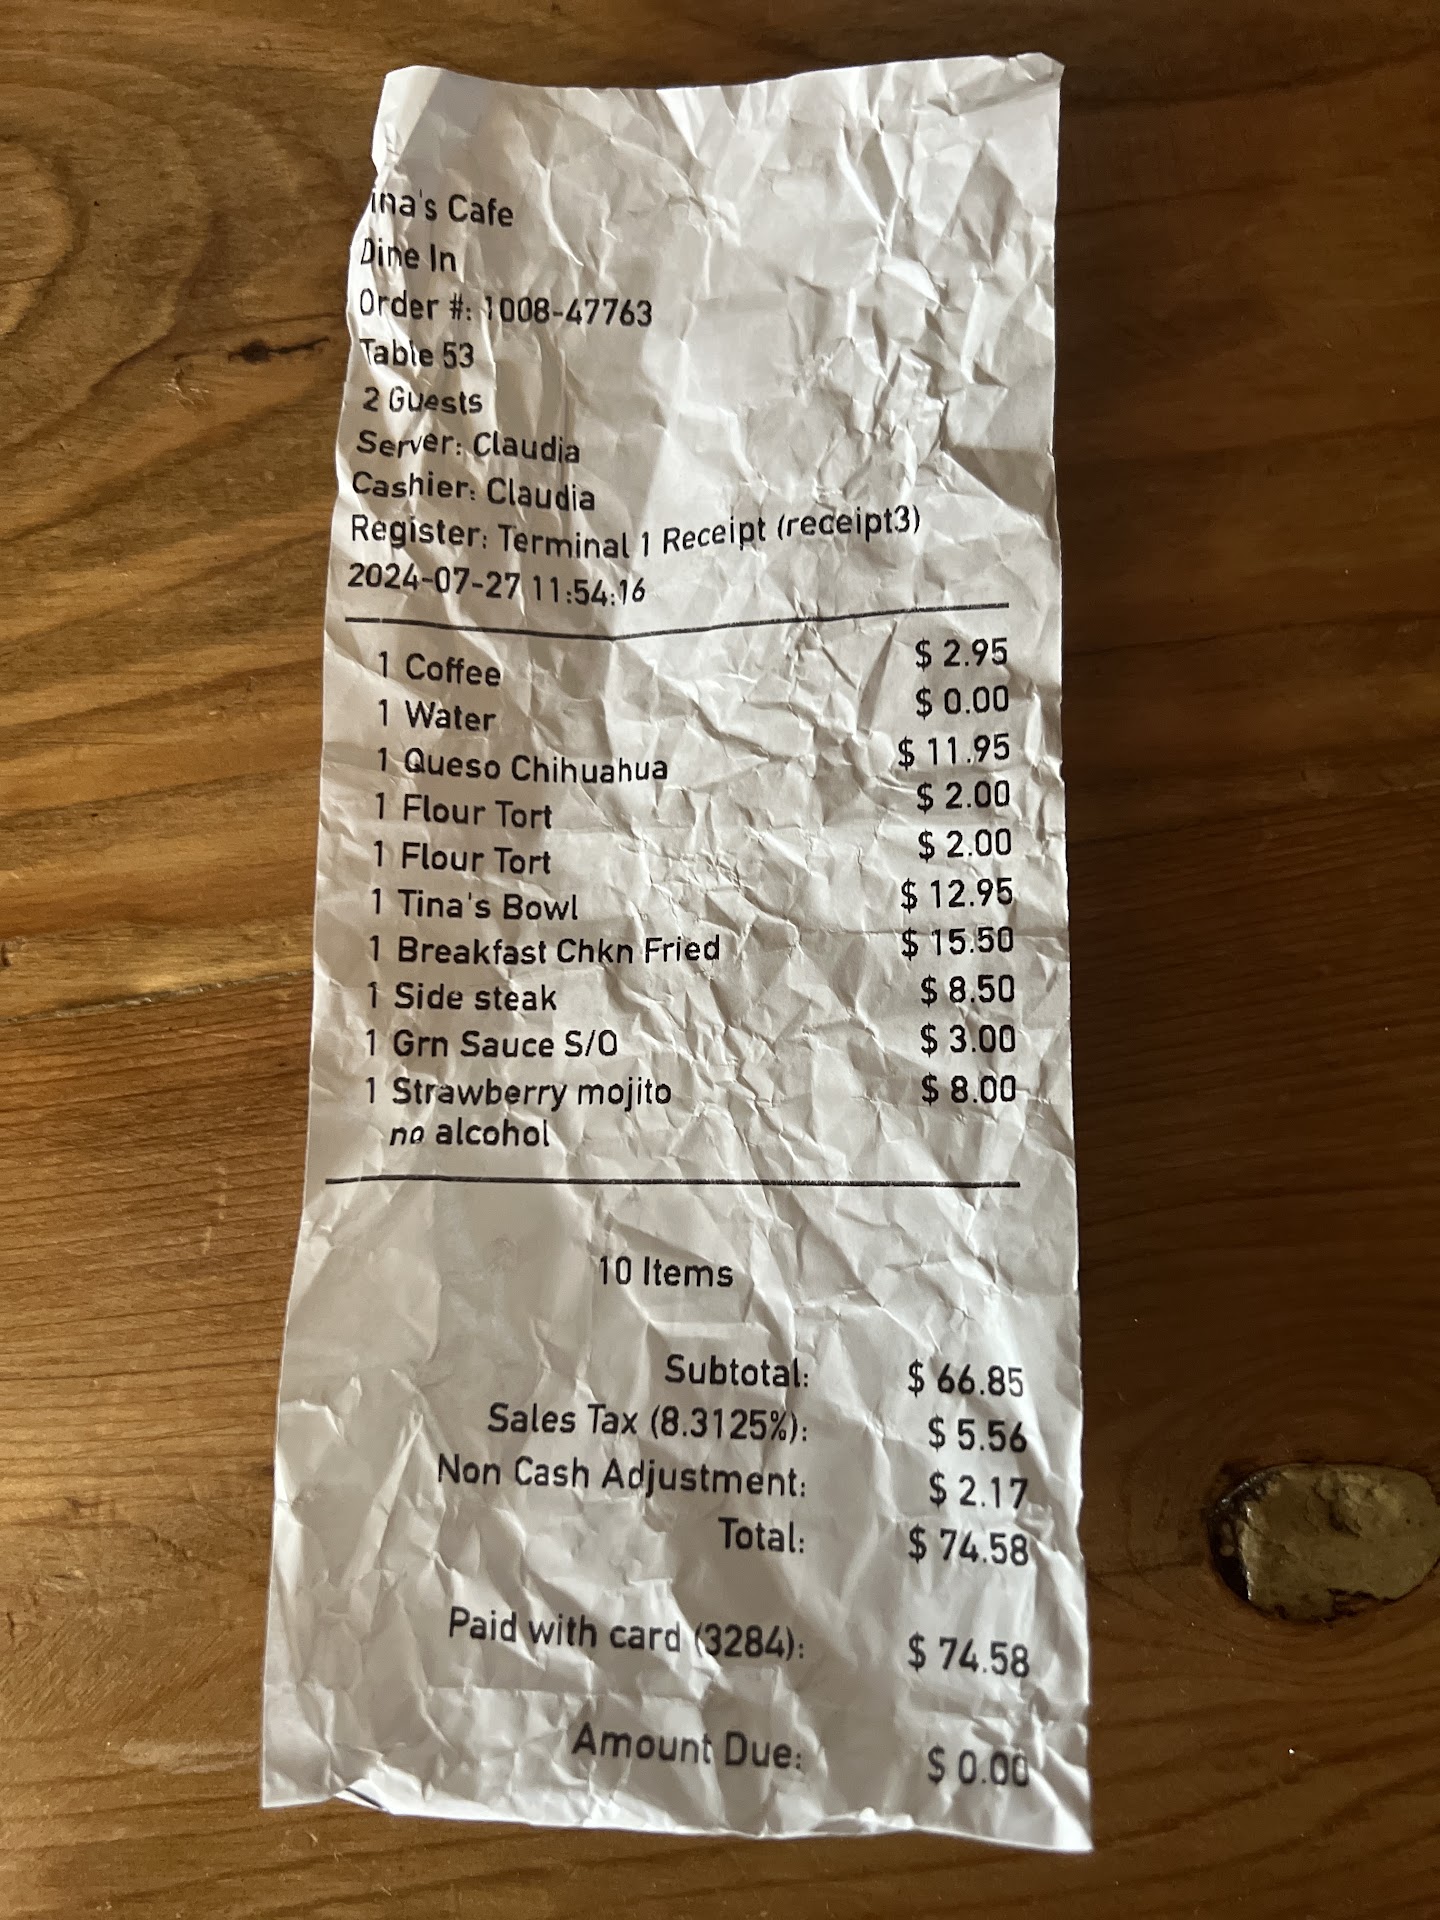 ina's Cafe
Dine In
Order #: 1008-47763
Table 53
2 Guests
Server: Claudia
Cashier: Claudia
Register: Terminal 1 Receipt (receipt3)
2024-07-27 11:54:16
1 Coffee $ 2.95
1 Water $ 0.00
1 Queso Chihuahua $ 11.95
1 Flour Tort $ 2.00
1 Flour Tort $ 2.00
1 Tina's Bowl $ 12.95
1 Breakfast Chkn Fried $ 15.50
1 Side steak $ 8.50
1 Grn Sauce S/O $ 3.00
1 Strawberry mojito $ 8.00
no alcohol
10 Items
Subtotal: $ 66.85
Sales Tax (8.3125%): $ 5.56
Non Cash Adjustment: $ 2.17
Total: $ 74.58
Paid with card (3284): $ 74.58
Amount Due: $ 0.00